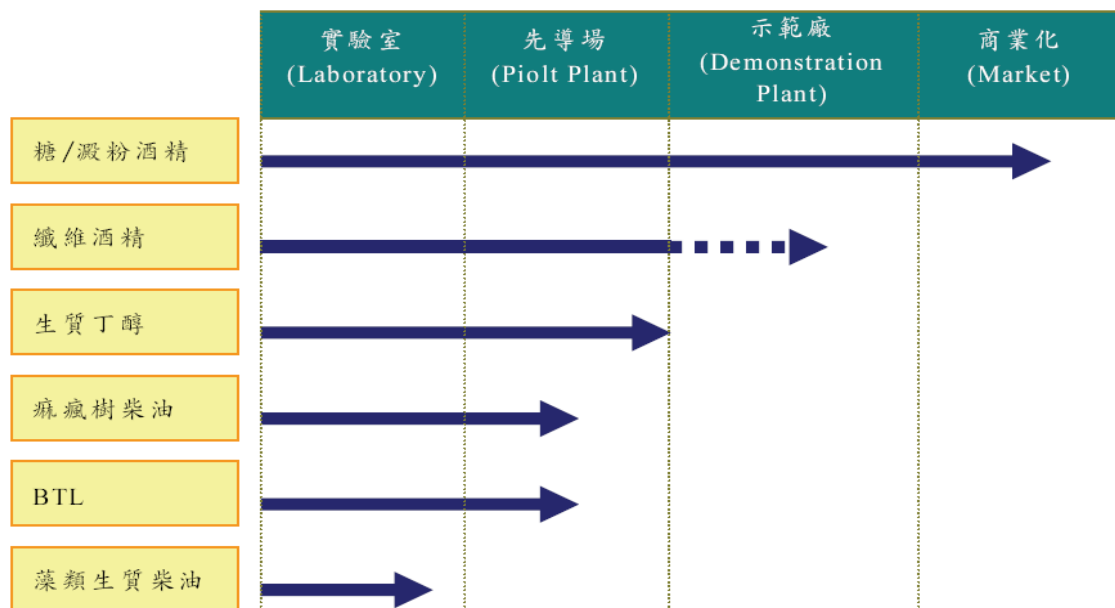 實驗室
(Laboratory)
先導場
(Piolt Plant)
示範廠
(Demonstration
Plant)
商業化
(Market)
糖/澱粉酒精
纖維酒精
生質丁醇
痲瘋樹柴油
BTL
藻類生質柴油